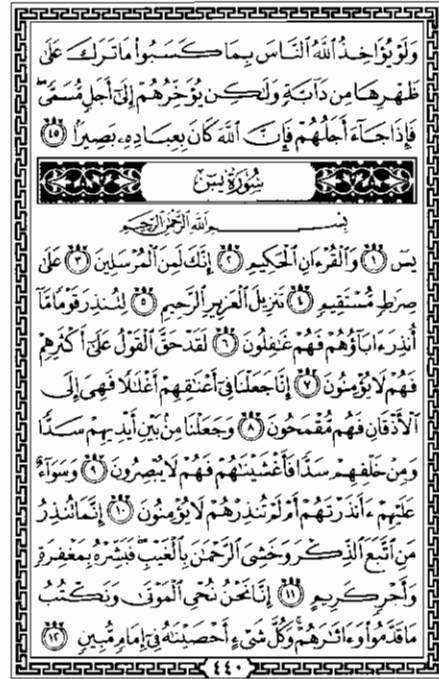 وَلَوْ يُؤَاخِذُ ٱللَّهُ ٱلنَّاسَ بِمَا كَسَبُوا۟ مَا تَرَكَ عَلَىٰ
ظَهْرِهَا مِن دَآبَّةٍ وَلَٰكِن يُؤَخِّرُهُمْ إِلَىٰٓ أَجَلٍ مُّسَمًّى ۖ
فَإِذَا جَآءَ أَجَلُهُمْ فَإِنَّ ٱللَّهَ كَانَ بِعِبَادِهِۦ بَصِيرًۢا ٤٥
سُورَةُ يسٓ
بِسْمِ ٱللَّهِ ٱلرَّحْمَٰنِ ٱلرَّحِيمِ
يسٓ ١ وَٱلْقُرْءَانِ ٱلْحَكِيمِ ٢ إِنَّكَ لَمِنَ ٱلْمُرْسَلِينَ ٣ عَلَىٰ
صِرَٰطٍ مُّسْتَقِيمٍ ٤ تَنزِيلَ ٱلْعَزِيزِ ٱلرَّحِيمِ ٥ لِتُنذِرَ قَوْمًا مَّآ
أُنذِرَ ءَابَآؤُهُمْ فَهُمْ غَٰفِلُونَ ٦ لَقَدْ حَقَّ ٱلْقَوْلُ عَلَىٰٓ أَكْثَرِهِمْ
فَهُمْ لَا يُؤْمِنُونَ ٧ إِنَّا جَعَلْنَا فِىٓ أَعْنَٰقِهِمْ أَغْلَٰلًا فَهِىَ إِلَى
ٱلْأَذْقَانِ فَهُم مُّقْمَحُونَ ٨ وَجَعَلْنَا مِنۢ بَيْنِ أَيْدِيهِمْ سَدًّا
وَمِنْ خَلْفِهِمْ سَدًّا فَأَغْشَيْنَٰهُمْ فَهُمْ لَا يُبْصِرُونَ ٩ وَسَوَآءٌ
عَلَيْهِمْ ءَأَنذَرْتَهُمْ أَمْ لَمْ تُنذِرْهُمْ لَا يُؤْمِنُونَ ١٠ إِنَّمَا تُنذِرُ
مَنِ ٱتَّبَعَ ٱلذِّكْرَ وَخَشِىَ ٱلرَّحْمَٰنَ بِٱلْغَيْبِ ۖ فَبَشِّرْهُ بِمَغْفِرَةٍ
وَأَجْرٍ كَرِيمٍ ١١ إِنَّا نَحْنُ نُحْىِ ٱلْمَوْتَىٰ وَنَكْتُبُ
مَا قَدَّمُوا۟ وَءَاثَٰرَهُمْ ۚ وَكُلَّ شَىْءٍ أَحْصَيْنَٰهُ فِىٓ إِمَامٍ مُّبِينٍ ١٢
٤٤٠